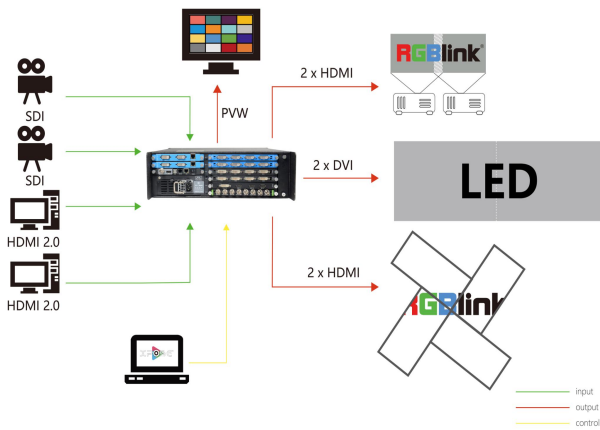 PVW
2 x HDMI
RGBlink®
SDI
SDI
2 x DVI
LED
HDMI 2.0
HDMI 2.0
2 x HDMI
RGBlink
input
output
control